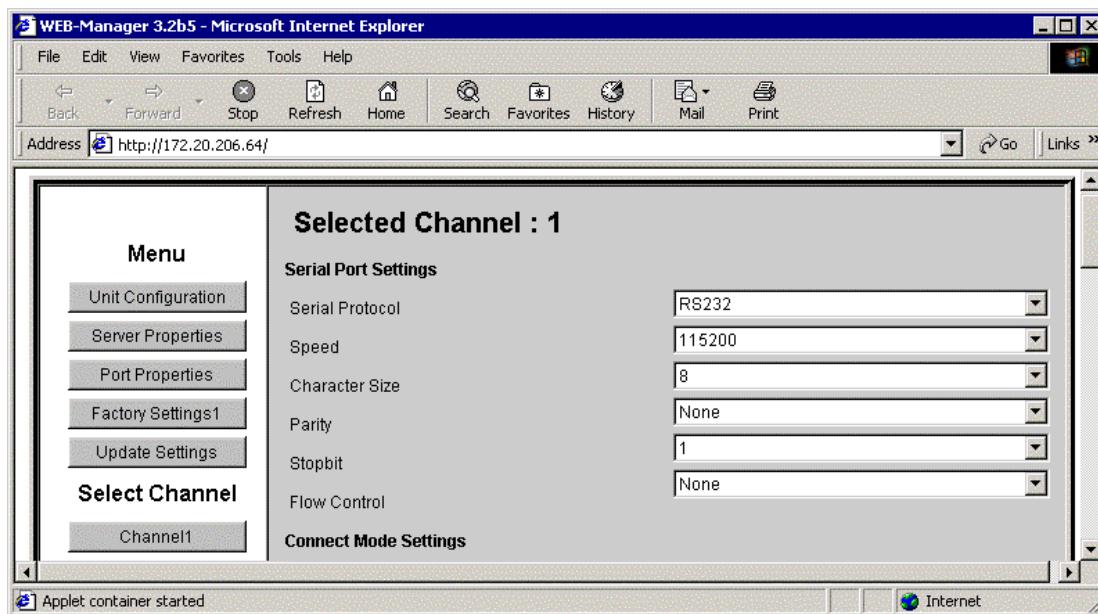 WEB-Manager 3.2b5 - Microsoft Internet Explorer
File Edit View Favorites Tools Help
Back Forward Stop Refresh Home Search Favorites History Mail Print
Address http://172.20.206.64/ Go Links »
Menu
Unit Configuration
Server Properties
Port Properties
Factory Settings1
Update Settings
Select Channel
Channel1
Selected Channel : 1
Serial Port Settings
Serial Protocol RS232
Speed 115200
Character Size 8
Parity None
Stopbit 1
Flow Control None
Connect Mode Settings
Applet container started Internet